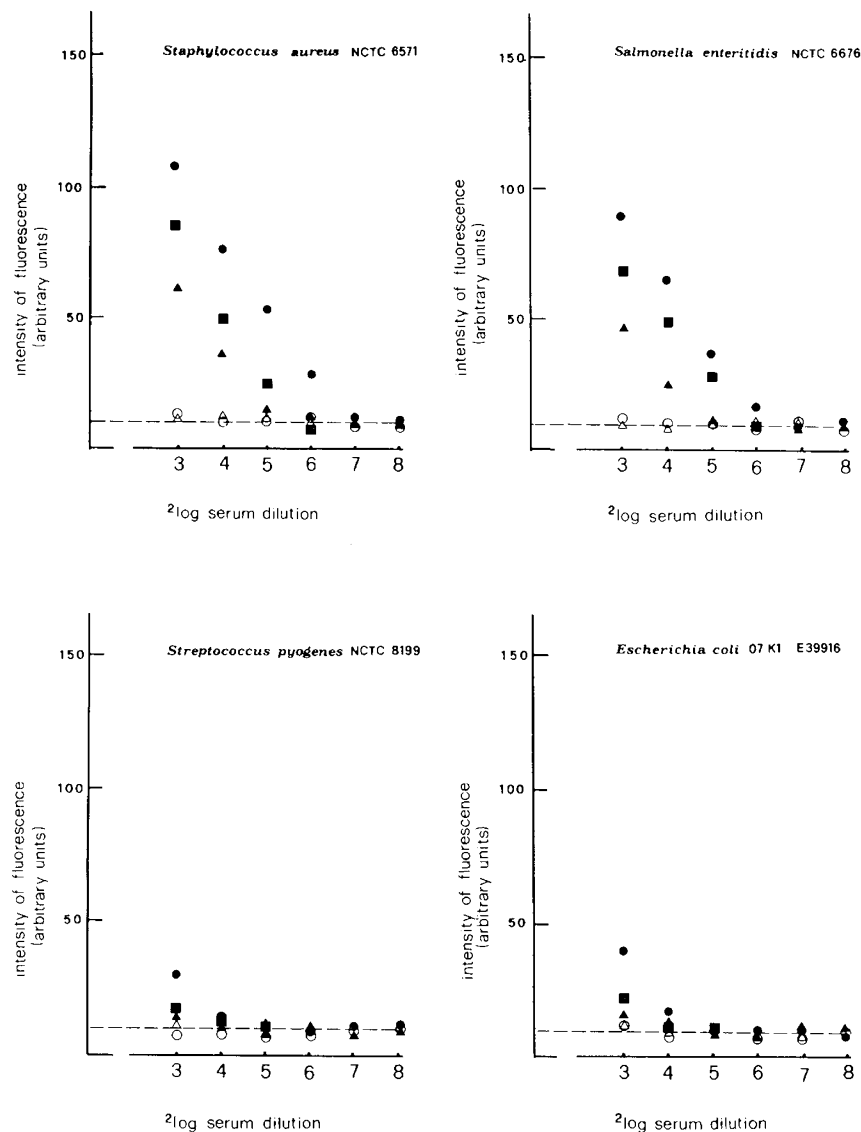 Staphylococcus aureus NCTC 6571
150
100
50
intensity of fluorescence
(arbitrary units)
3 4 5 6 7 8
²log serum dilution
Salmonella enteritidis NCTC 6676
150
100
50
intensity of fluorescence
(arbitrary units)
3 4 5 6 7 8
²log serum dilution
Streptococcus pyogenes NCTC 8199
150
100
50
intensity of fluorescence
(arbitrary units)
3 4 5 6 7 8
²log serum dilution
Escherichia coli 07 K1 E39916
150
100
50
intensity of fluorescence
(arbitrary units)
3 4 5 6 7 8
²log serum dilution